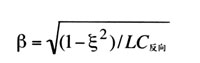 β = √(1-ξ²)/LC反向